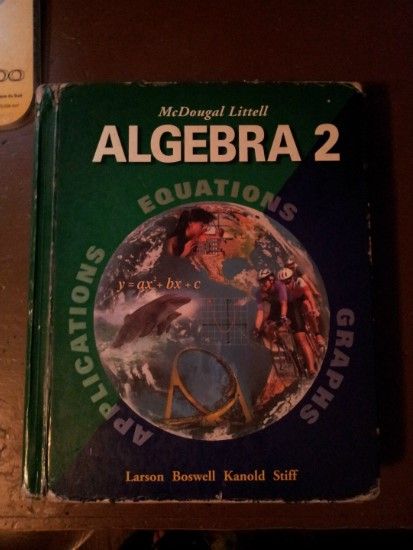 McDougal Littell
ALGEBRA 2
APPLICATIONS
EQUATIONS
GRAPHS
y = ax² + bx + c
Larson Boswell Kanold Stiff